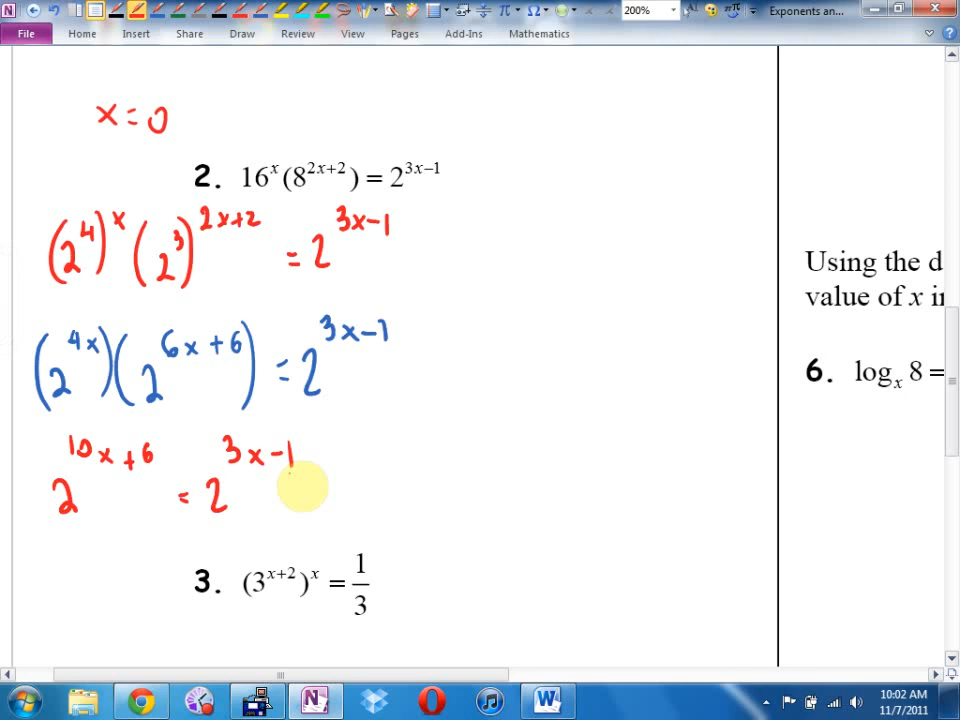 200%
Exponents an...
File Home Insert Share Draw Review View Pages Add-Ins Mathematics
x = 0
2. 16^x(8^{2x+2}) = 2^{3x−1}
(2^4)^x (2^3)^{2x+2} = 2^{3x−1}
(2^{4x})(2^{6x+6}) = 2^{3x−1}
2^{10x+6} = 2^{3x−1}
3. (3^{x+2})^x = 1/3
Using the d
value of x in
6. log_x 8 =
10:02 AM
11/7/2011